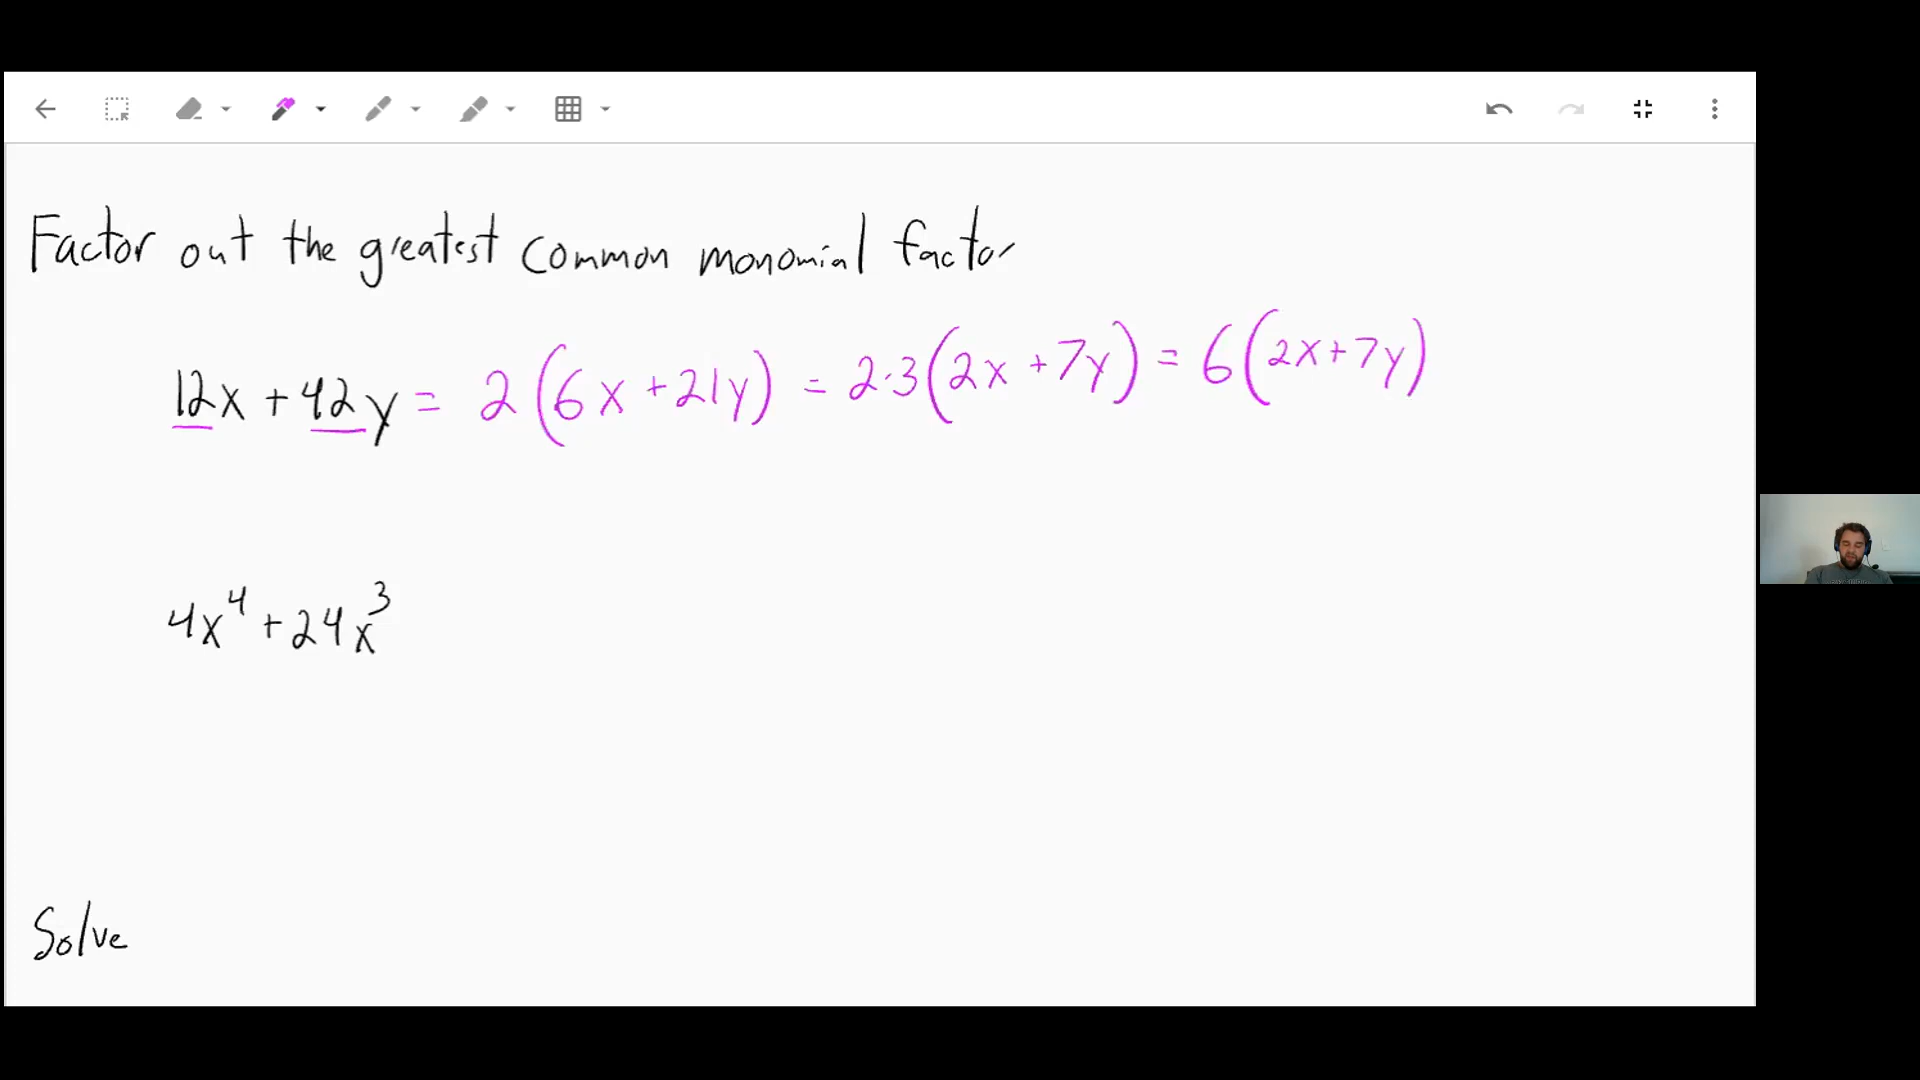 Factor out the greatest common monomial factor
12x + 42y = 2(6x + 21y) = 2·3(2x + 7y) = 6(2x + 7y)
4x⁴ + 24x³
Solve